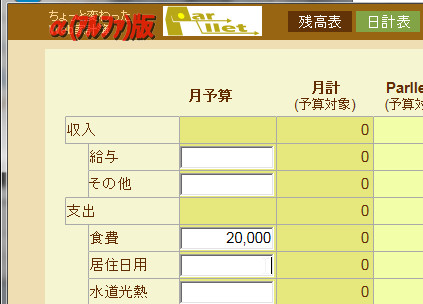 ちょっと変わった
α(アルファ)版
Parllet
残高表
日計表
月予算
月計
(予算対象)
Parlle
(予算対
収入
0
給与
0
その他
0
支出
0
食費
20,000
0
居住日用
0
水道光熱
0